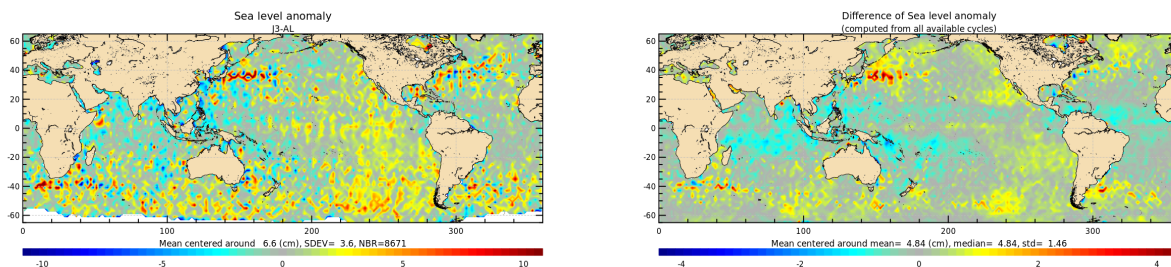 Sea level anomaly
J3-AL
60
40
20
0
-20
-40
-60
0 100 200 300
Mean centered around 6.6 (cm), SDEV= 3.6, NBR=8671
-10 -5 0 5 10
Difference of Sea level anomaly
(computed from all available cycles)
60
40
20
0
-20
-40
-60
0 100 200 300
Mean centered around mean= 4.84 (cm), median= 4.84, std= 1.46
-4 -2 0 2 4